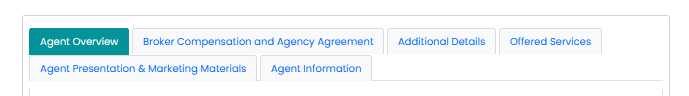 Agent Overview Broker Compensation and Agency Agreement Additional Details Offered Services
Agent Presentation & Marketing Materials Agent Information